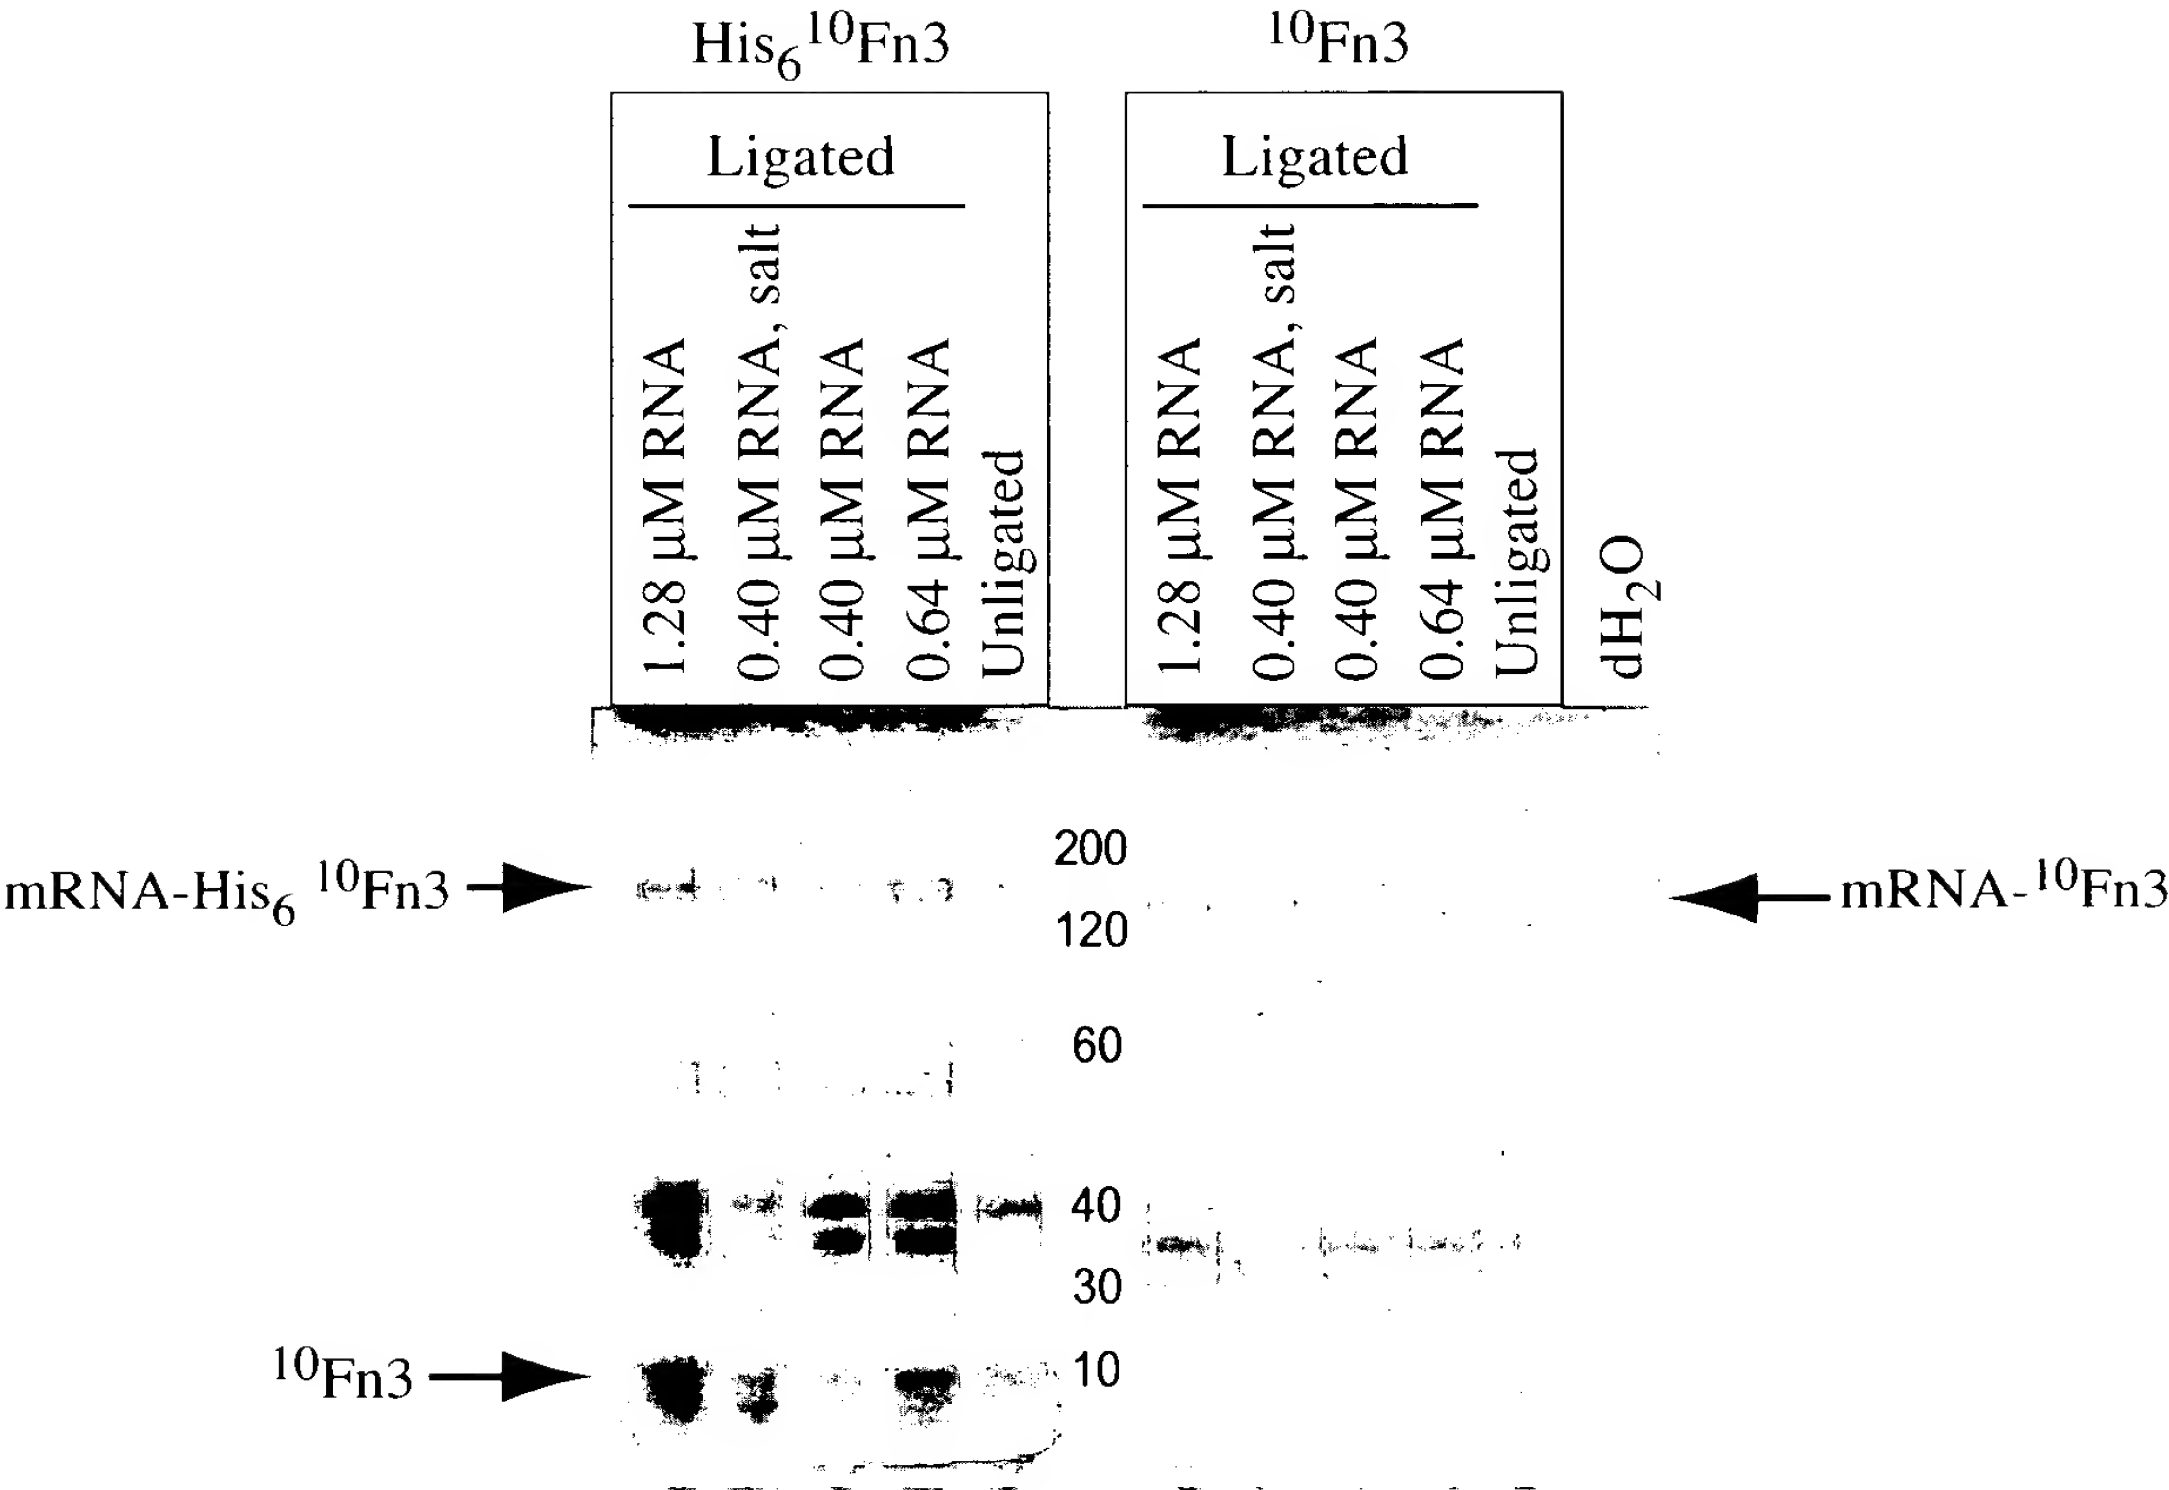 His₆¹⁰Fn3
¹⁰Fn3
Ligated
Ligated
1.28 µM RNA
0.40 µM RNA, salt
0.40 µM RNA
0.64 µM RNA
Unligated
1.28 µM RNA
0.40 µM RNA, salt
0.40 µM RNA
0.64 µM RNA
Unligated
dH₂O
200
mRNA-His₆ ¹⁰Fn3
mRNA-¹⁰Fn3
120
60
40
30
¹⁰Fn3
10